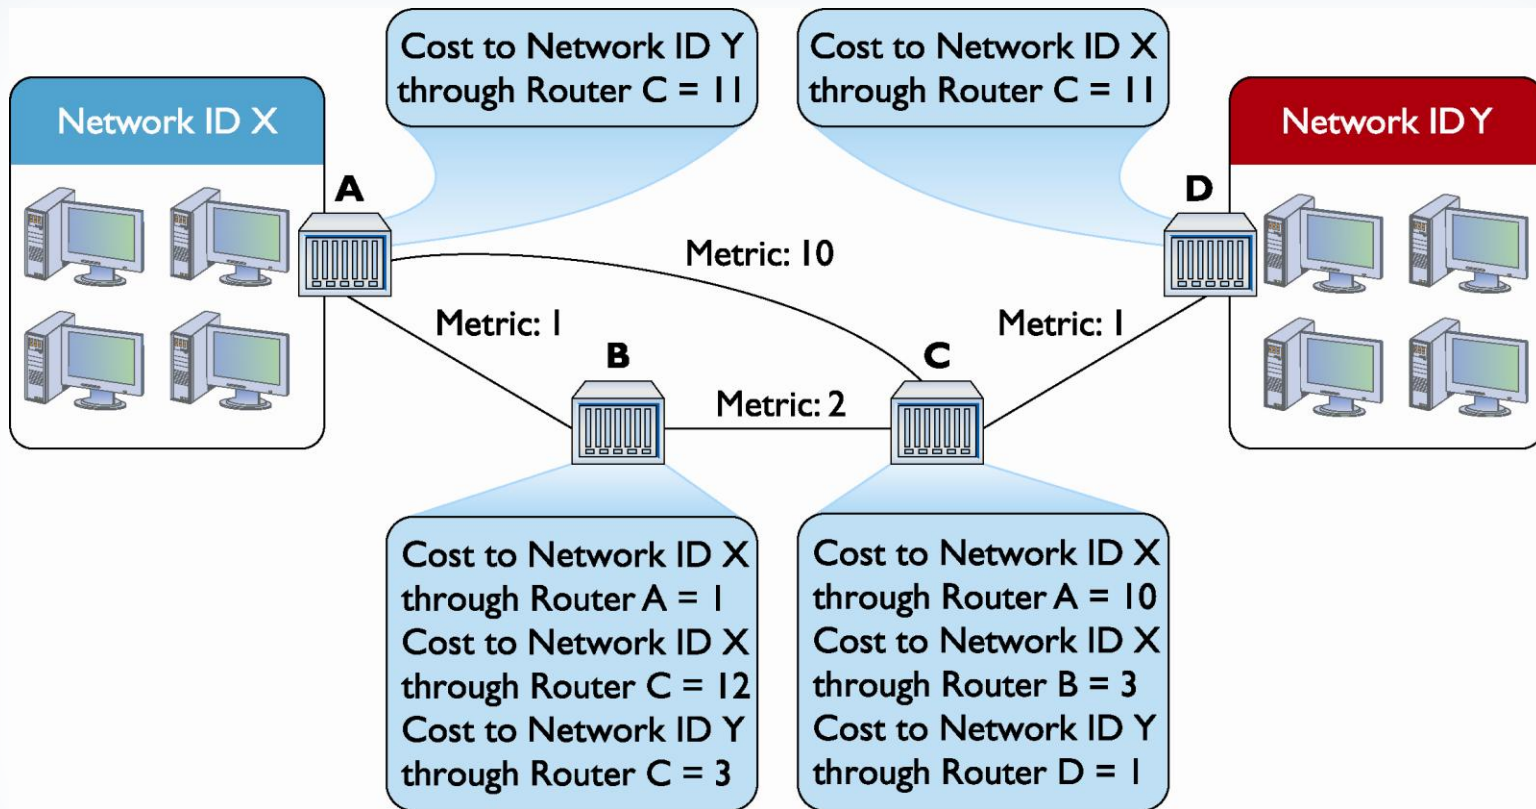 Cost to Network ID Y
through Router C = 11
Cost to Network ID X
through Router C = 11
Network ID X
Network ID Y
A
D
Metric: 10
Metric: 1
Metric: 1
B
C
Metric: 2
Cost to Network ID X
through Router A = 1
Cost to Network ID X
through Router C = 12
Cost to Network ID Y
through Router C = 3
Cost to Network ID X
through Router A = 10
Cost to Network ID X
through Router B = 3
Cost to Network ID Y
through Router D = 1